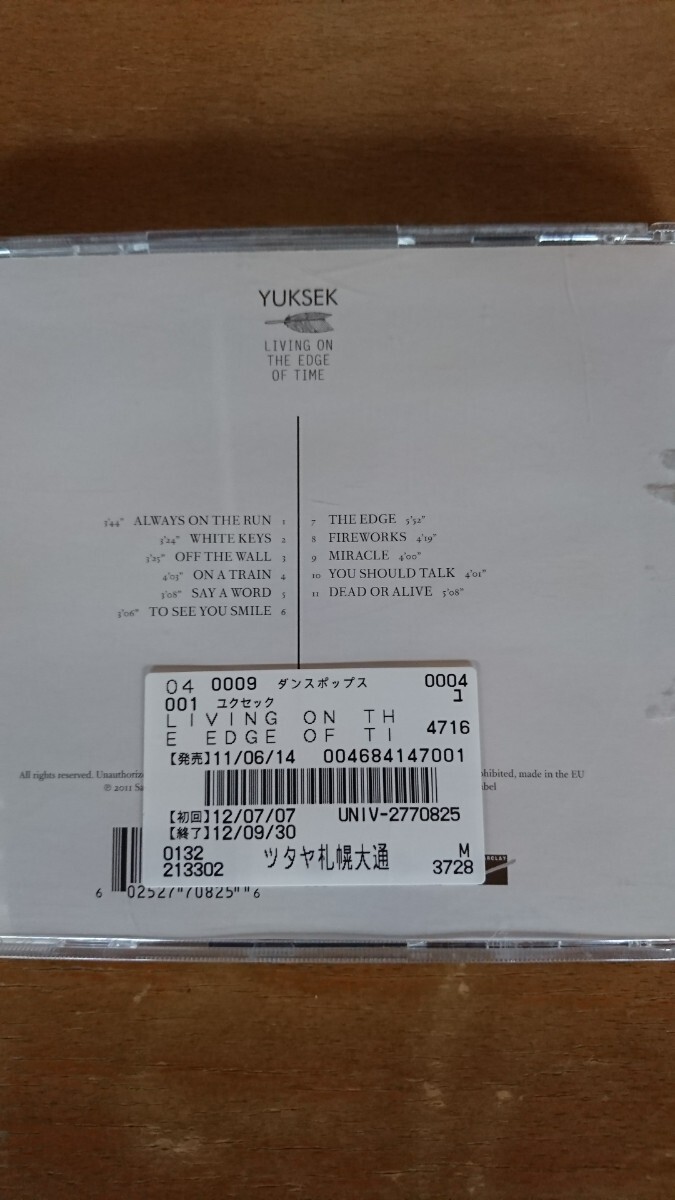 YUKSEK
LIVING ON
THE EDGE
OF TIME
3'44" ALWAYS ON THE RUN 1
3'24" WHITE KEYS 2
3'25" OFF THE WALL 3
4'03" ON A TRAIN 4
3'08" SAY A WORD 5
3'06" TO SEE YOU SMILE 6
7 THE EDGE 5'52"
8 FIREWORKS 4'19"
9 MIRACLE 4'00"
10 YOU SHOULD TALK 4'01"
11 DEAD OR ALIVE 5'08"
04 0009 ダンスポップス 0004
001 ユクセック ユ
LIVING ON TH
E EDGE OF TI 4716
【発売】11/06/14 004684147001
【初回】12/07/07 UNIV-2770825
【終了】12/09/30
0132 ツタヤ札幌大通 M
213302 3728
All rights reserved. ohibited, made in the EU
℗ 2011 abel
6 02527"70825"" 6